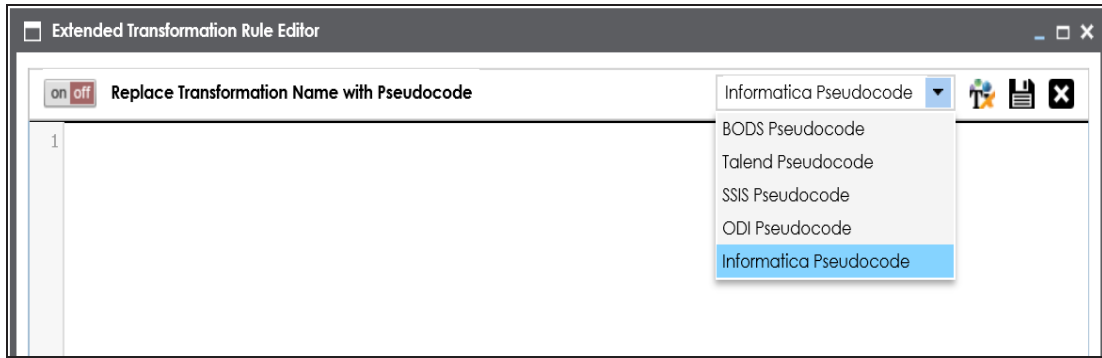 Extended Transformation Rule Editor
on off Replace Transformation Name with Pseudocode Informatica Pseudocode
1
BODS Pseudocode
Talend Pseudocode
SSIS Pseudocode
ODI Pseudocode
Informatica Pseudocode